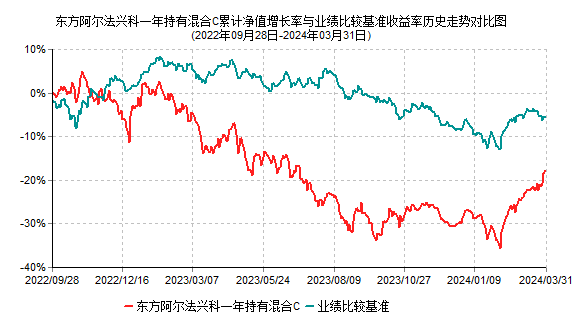 东方阿尔法兴科一年持有混合C累计净值增长率与业绩比较基准收益率历史走势对比图
(2022年09月28日-2024年03月31日)
10%
0%
-10%
-20%
-30%
-40%
2022/09/28 2022/12/16 2023/03/07 2023/05/24 2023/08/09 2023/10/27 2024/01/09 2024/03/31
东方阿尔法兴科一年持有混合C 业绩比较基准